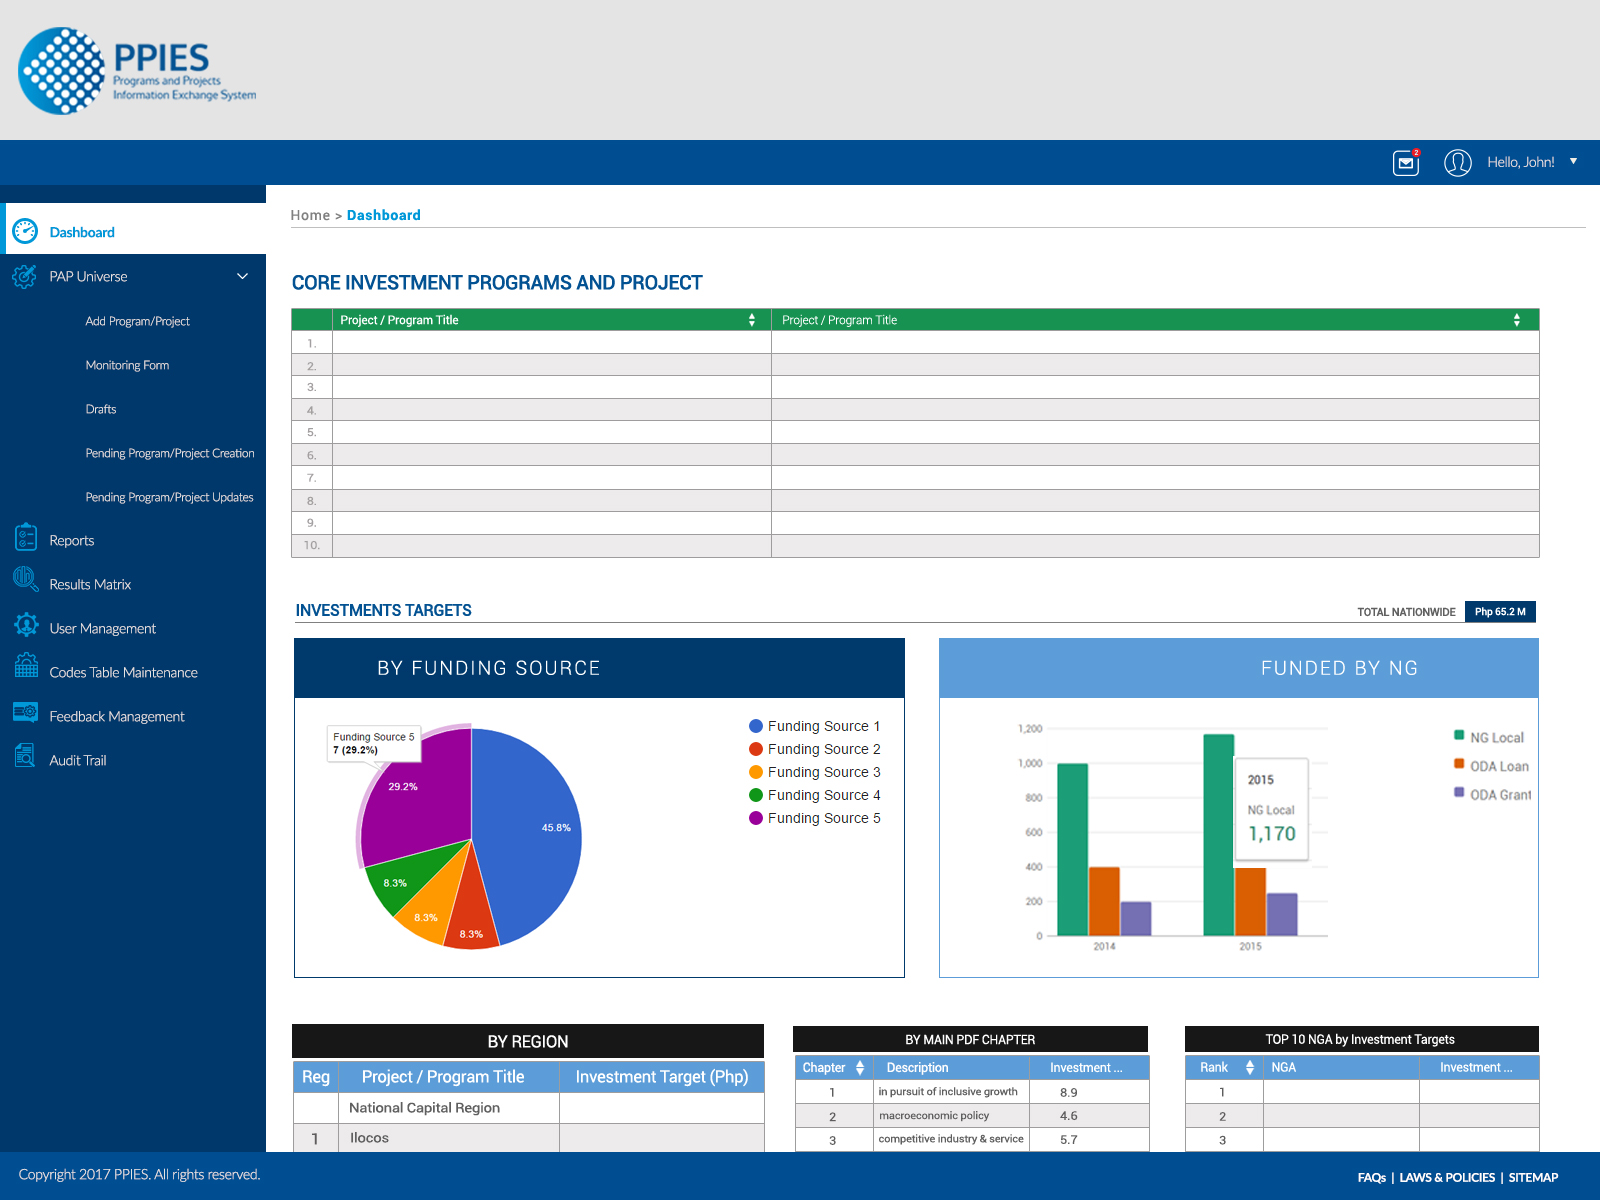 PPIES
Programs and Projects
Information Exchange System
2
Hello, John!
Dashboard
PAP Universe
Add Program/Project
Monitoring Form
Drafts
Pending Program/Project Creation
Pending Program/Project Updates
Reports
Results Matrix
User Management
Codes Table Maintenance
Feedback Management
Audit Trail
Home > Dashboard
CORE INVESTMENT PROGRAMS AND PROJECT
Project / Program Title Project / Program Title
1.
2.
3.
4.
5.
6.
7.
8.
9.
10.
INVESTMENTS TARGETS
TOTAL NATIONWIDE Php 65.2 M
BY FUNDING SOURCE
Funding Source 5
7 (29.2%)
29.2%
45.8%
8.3%
8.3%
8.3%
Funding Source 1
Funding Source 2
Funding Source 3
Funding Source 4
Funding Source 5
FUNDED BY NG
1,200
1,000
800
600
400
200
0
2014 2015
2015
NG Local
1,170
NG Local
ODA Loan
ODA Grant
BY REGION
Reg Project / Program Title Investment Target (Php)
National Capital Region
1 Ilocos
BY MAIN PDF CHAPTER
Chapter Description Investment ...
1 in pursuit of inclusive growth 8.9
2 macroeconomic policy 4.6
3 competitive industry & service 5.7
TOP 10 NGA by Investment Targets
Rank NGA Investment ...
1
2
3
Copyright 2017 PPIES. All rights reserved.
FAQs | LAWS & POLICIES | SITEMAP